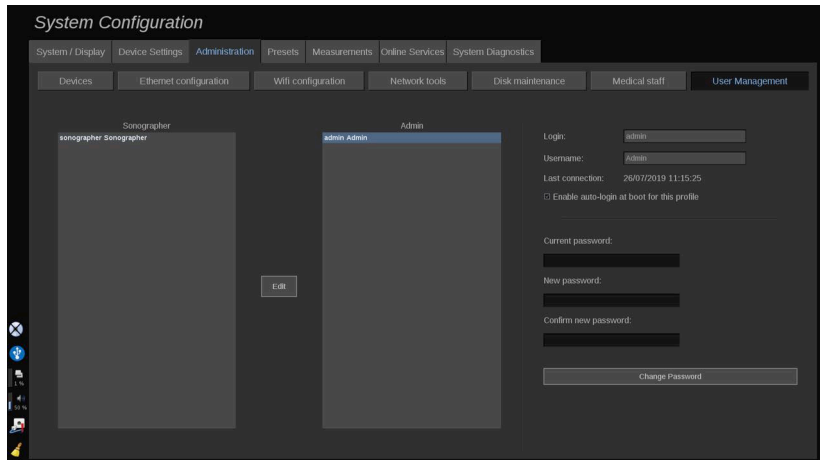 System Configuration
System / Display Device Settings Administration Presets Measurements Online Services System Diagnostics
Devices Ethernet configuration Wifi configuration Network tools Disk maintenance Medical staff User Management
Sonographer
sonographer Sonographer
Admin
admin Admin
Edit
Login: admin
Username: Admin
Last connection: 26/07/2019 11:15:25
Enable auto-login at boot for this profile
Current password:
New password:
Confirm new password:
Change Password
1 %
50 %